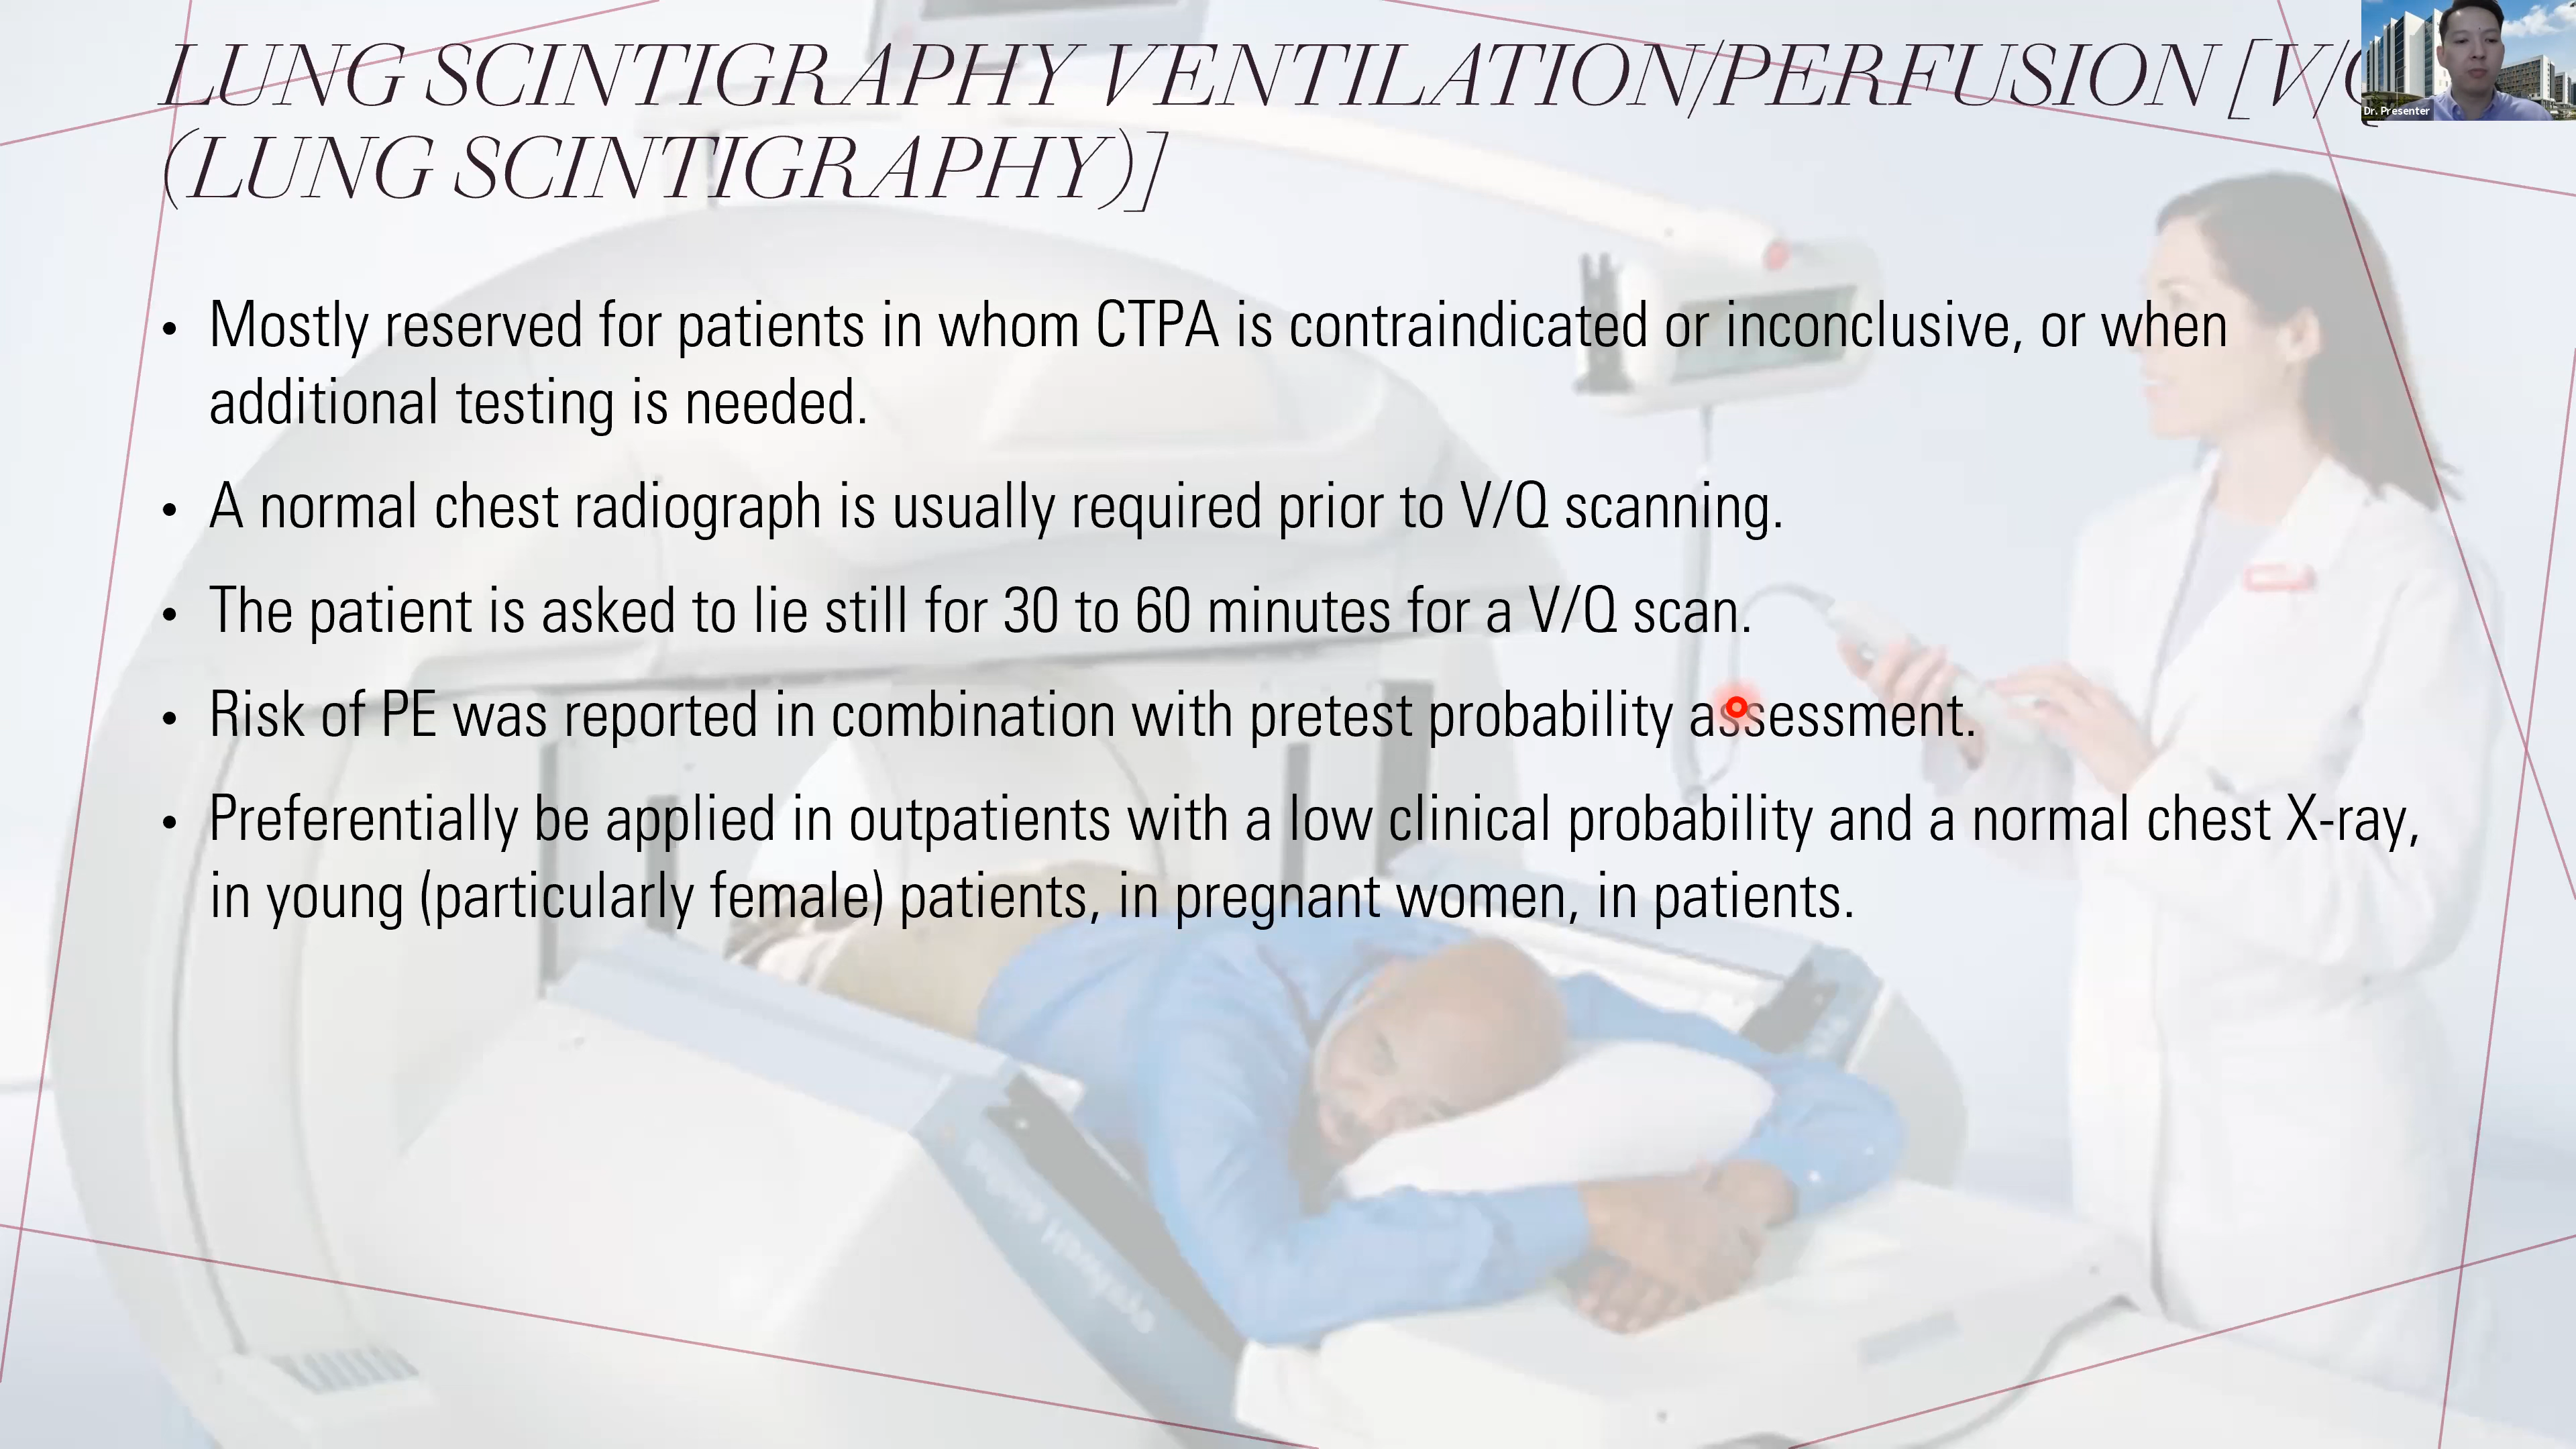 LUNG SCINTIGRAPHY VENTILATION/PERFUSION [V/
(LUNG SCINTIGRAPHY)]
Dr. Presenter
• Mostly reserved for patients in whom CTPA is contraindicated or inconclusive, or when
additional testing is needed.
• A normal chest radiograph is usually required prior to V/Q scanning.
• The patient is asked to lie still for 30 to 60 minutes for a V/Q scan.
• Risk of PE was reported in combination with pretest probability assessment.
• Preferentially be applied in outpatients with a low clinical probability and a normal chest X-ray,
in young (particularly female) patients, in pregnant women, in patients.